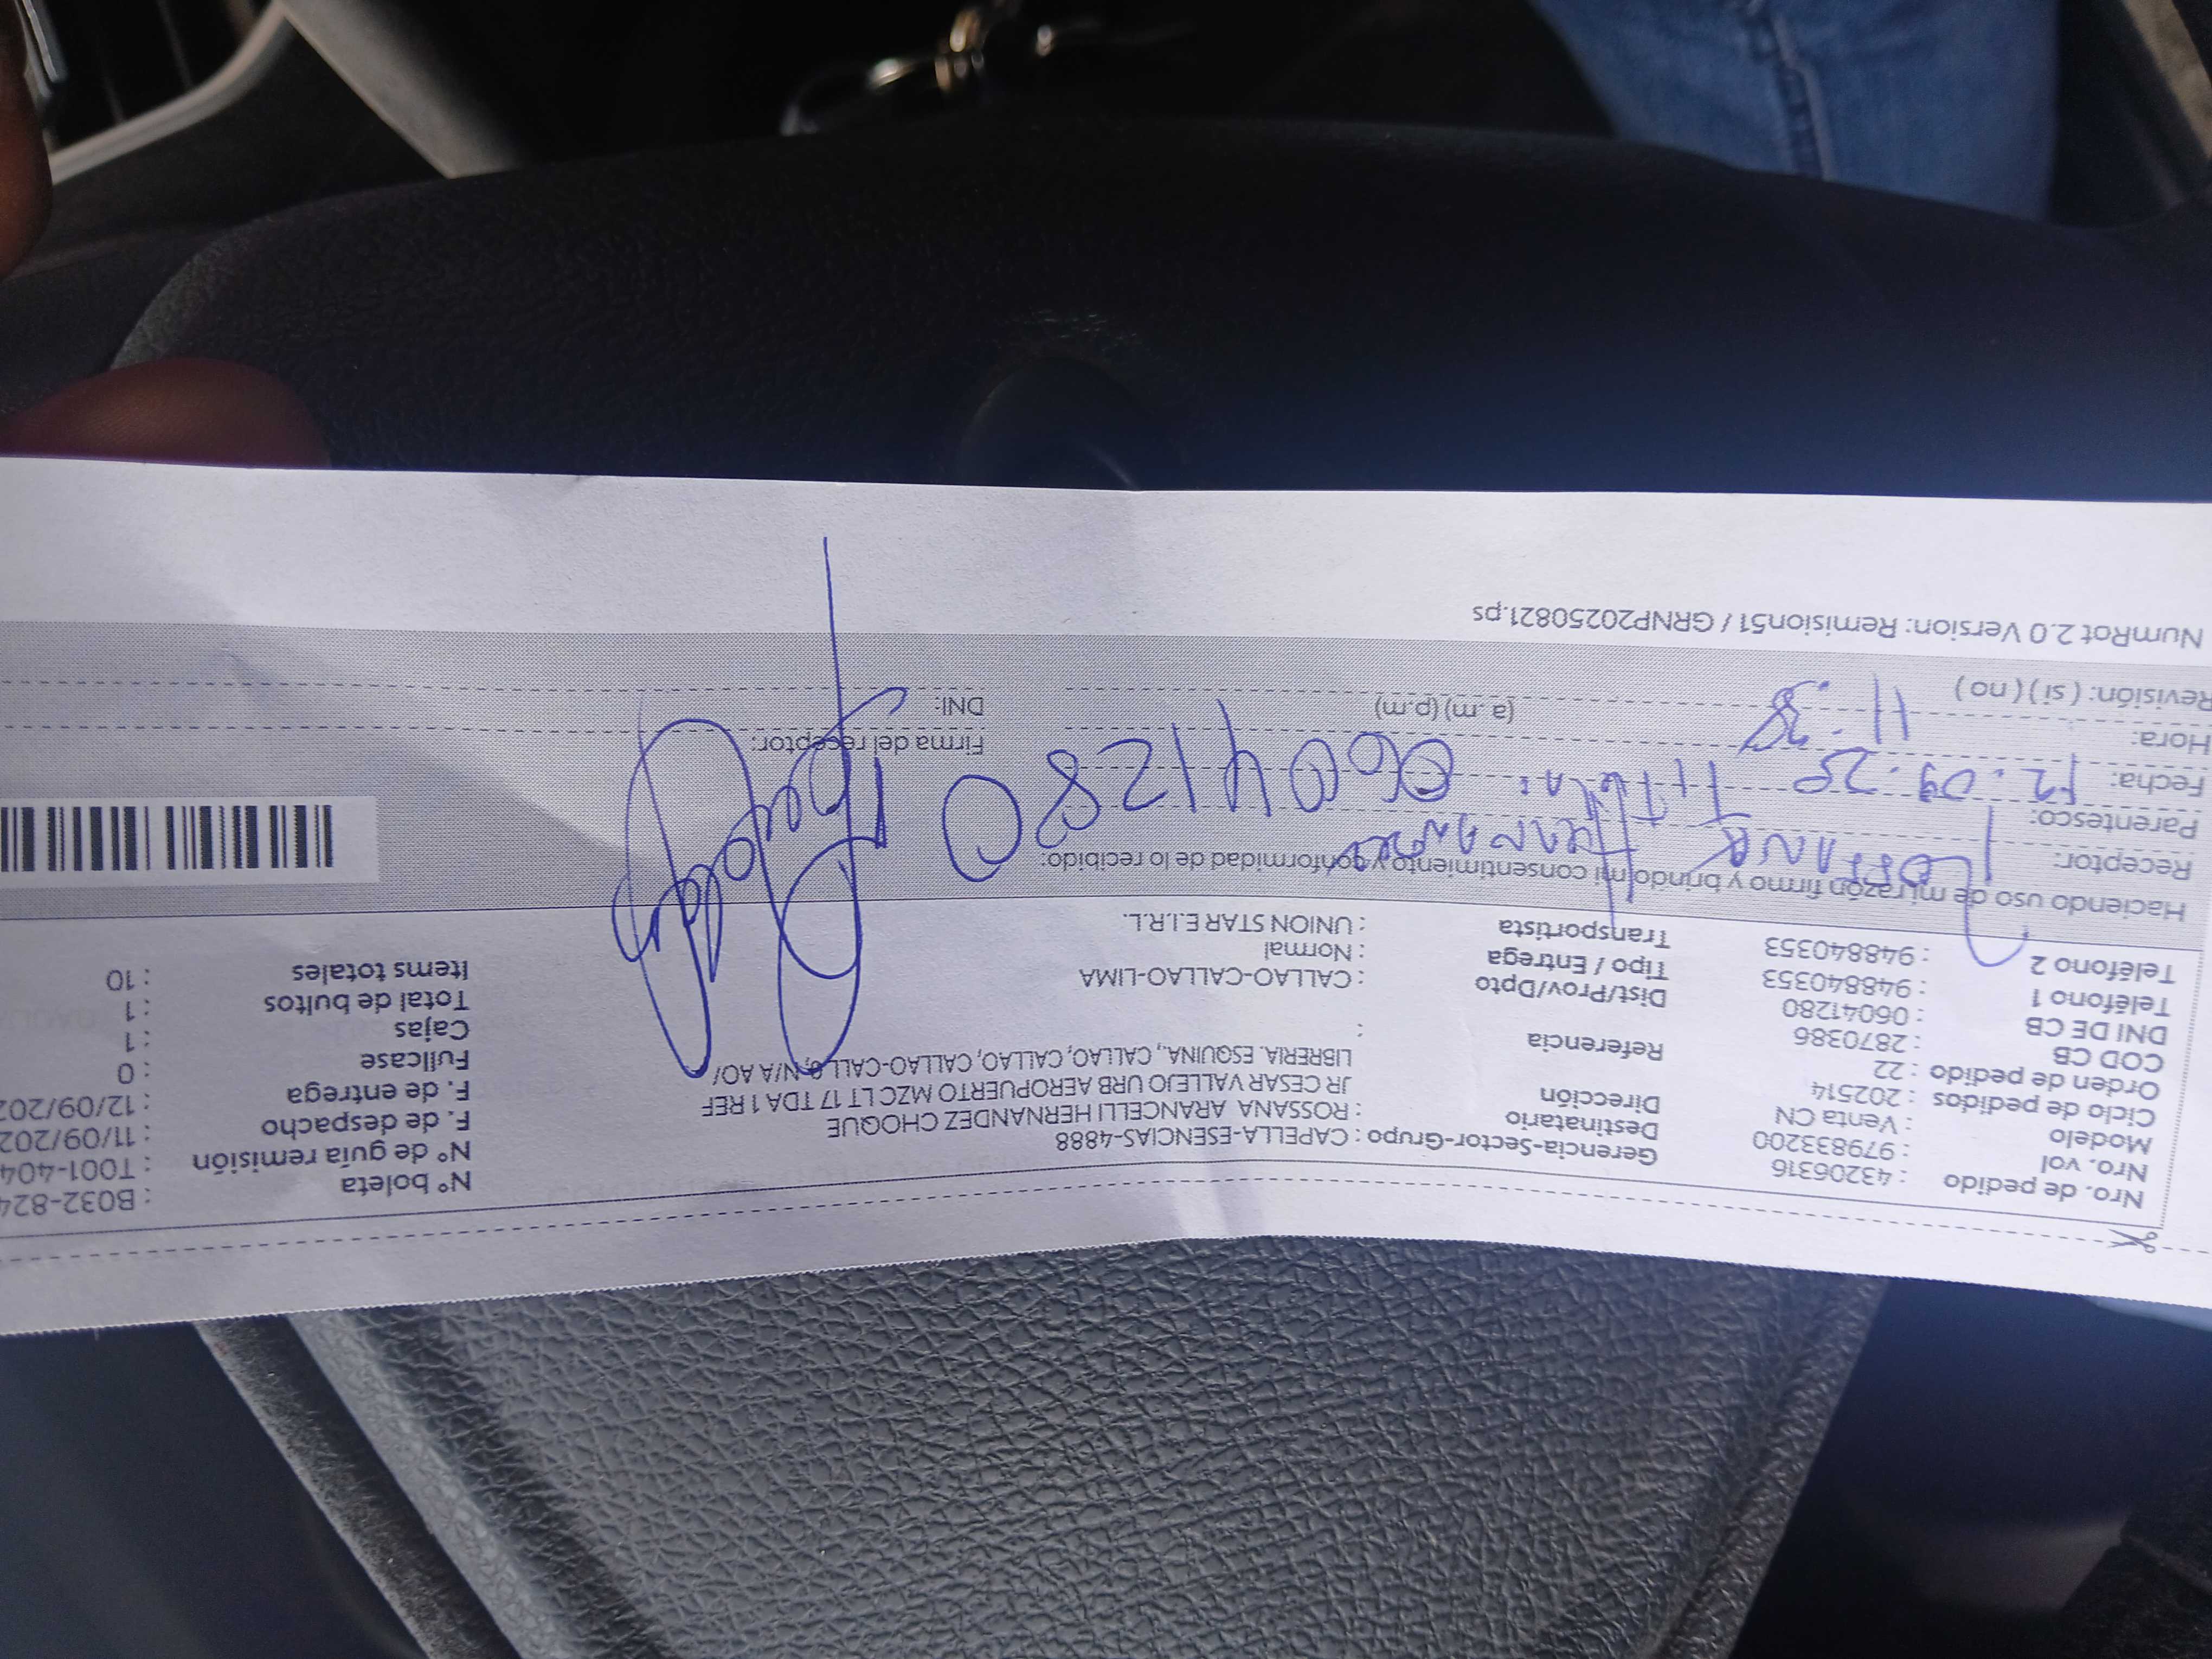 Nro. de pedido : 43206316
Nro. vol : 979833200
Modelo : Venta CN
Ciclo de pedidos : 202514
Orden de pedido : 22
COD CB : 2870386
DNI DE CB : 06041280
Teléfono 1 : 948840353
Teléfono 2 : 948840353
Gerencia-Sector-Grupo : CAPELLA-ESENCIAS-4888
Destinatario : ROSSANA ARANCELLI HERNANDEZ CHOQUE
Dirección JR CESAR VALLEJO URB AEROPUERTO MZC LT 17 TDA 1 REF
LIBRERIA. ESQUINA., CALLAO, CALLAO, CALLAO-CALLAO, N/A AO/
Referencia :
Dist/Prov/Dpto : CALLAO-CALLAO-LIMA
Tipo / Entrega : Normal
Transportista : UNION STAR E.I.R.L.
N° boleta : B032-824
N° de guía remisión : T001-404
F. de despacho : 11/09/202
F. de entrega : 12/09/202
Fullcase : 0
Cajas : 1
Total de bultos : 1
Items totales : 10
Haciendo uso de mi razón firmo y brindo mi consentimiento y conformidad de lo recibido:
Receptor:
Parentesco: Titular
Fecha: 12.09.25
Hora: 11:38 (a.m) (p.m)
Revisión: ( si ) ( no )
06041280
Firma del receptor:
DNI:
NumRot 2.0 Version: Remision51 / GRNP20250821.ps